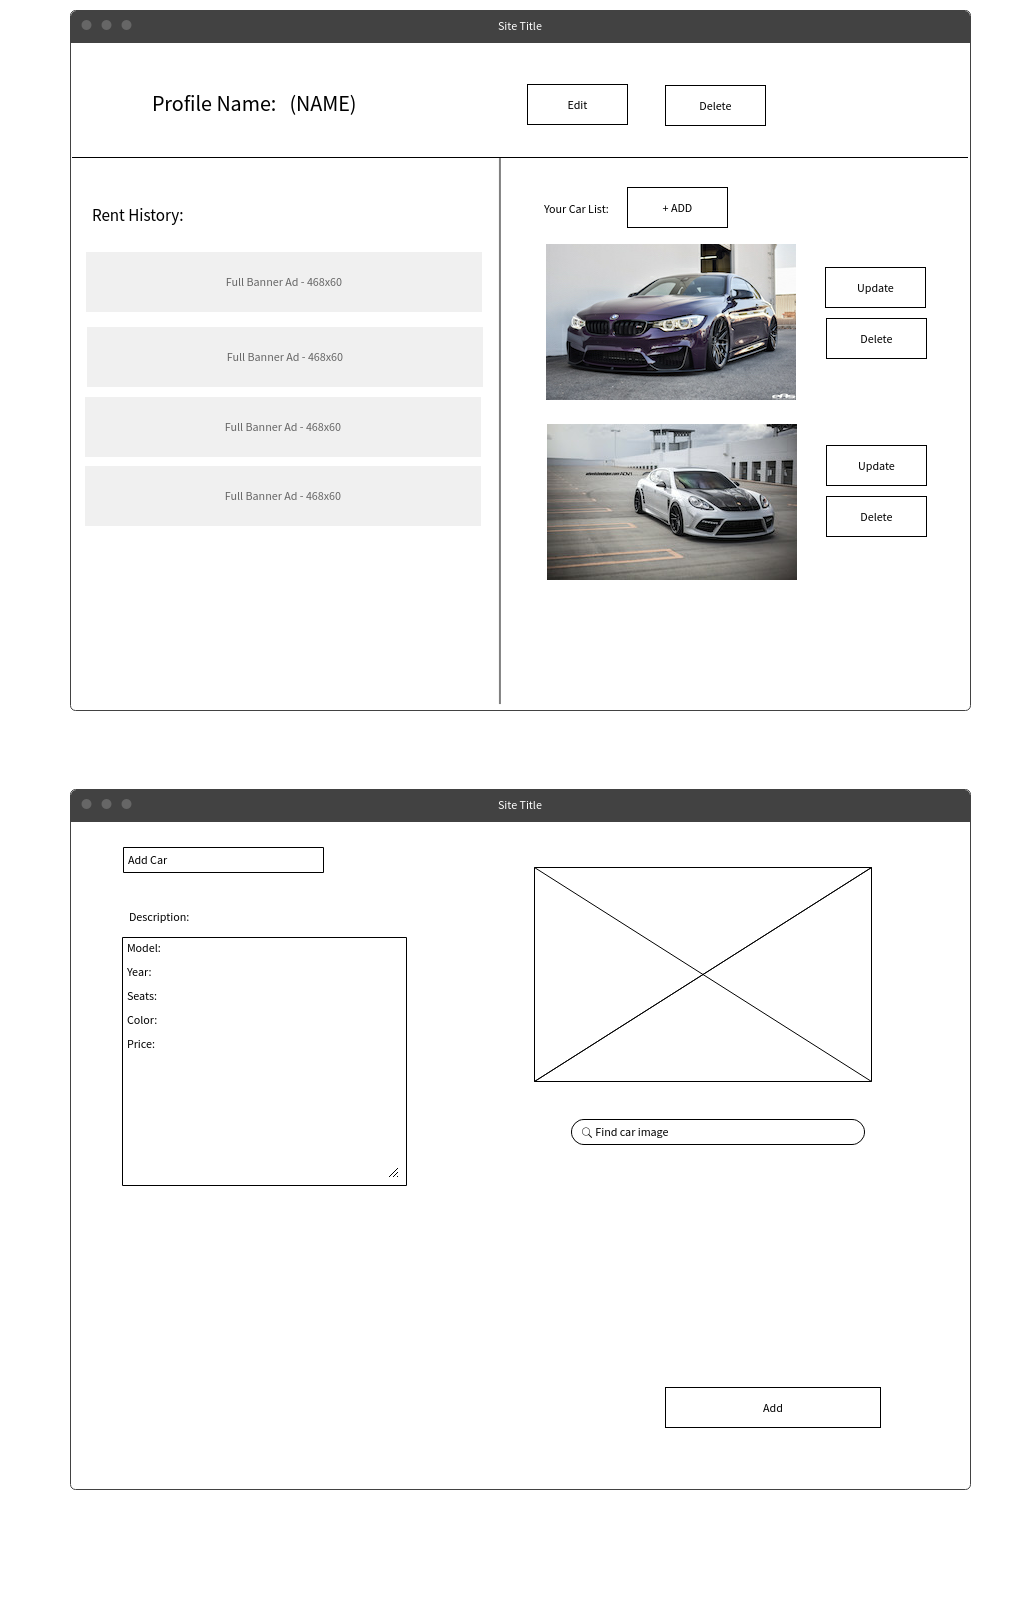 Site Title
Profile Name:  (NAME)
Edit
Delete
Rent History:
Full Banner Ad - 468x60
Full Banner Ad - 468x60
Full Banner Ad - 468x60
Full Banner Ad - 468x60
Your Car List:
+ ADD
Update
Delete
Update
Delete
Site Title
Add Car
Description:
Model:
Year:
Seats:
Color:
Price:
Find car image
Add